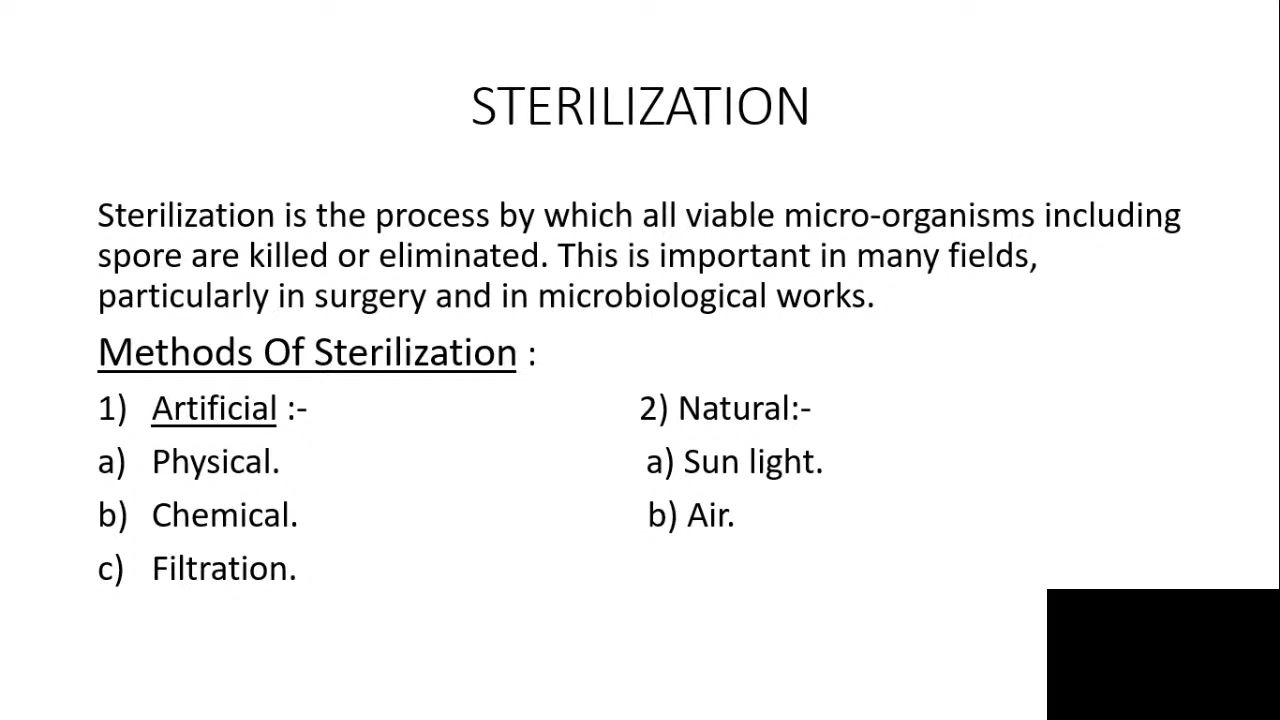 STERILIZATION
Sterilization is the process by which all viable micro-organisms including
spore are killed or eliminated. This is important in many fields,
particularly in surgery and in microbiological works.
Methods Of Sterilization :
1) Artificial :- 2) Natural:-
a) Physical. a) Sun light.
b) Chemical. b) Air.
c) Filtration.